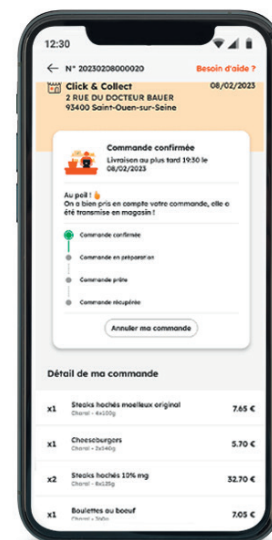 12:30
← N° 20230208000020 Besoin d'aide ?
Click & Collect 08/02/2023
2 RUE DU DOCTEUR BAUER
93400 Saint-Ouen-sur-Seine
Commande confirmée
Livraison au plus tard 19:30 le
08/02/2023
Au poil !
On a bien pris en compte votre commande, elle a
été transmise en magasin !
Commande confirmée
Commande en préparation
Commande prête
Commande récupérée
Annuler ma commande
Détail de ma commande
x1 Steaks hachés moelleux original 7.65 €
Charal - 4x100g
x1 Cheeseburgers 5.70 €
Charal - 2x145g
x2 Steaks hachés 10% mg 32.70 €
Charal - 8x125g
x1 Boulettes au boeuf 7.05 €
Charal